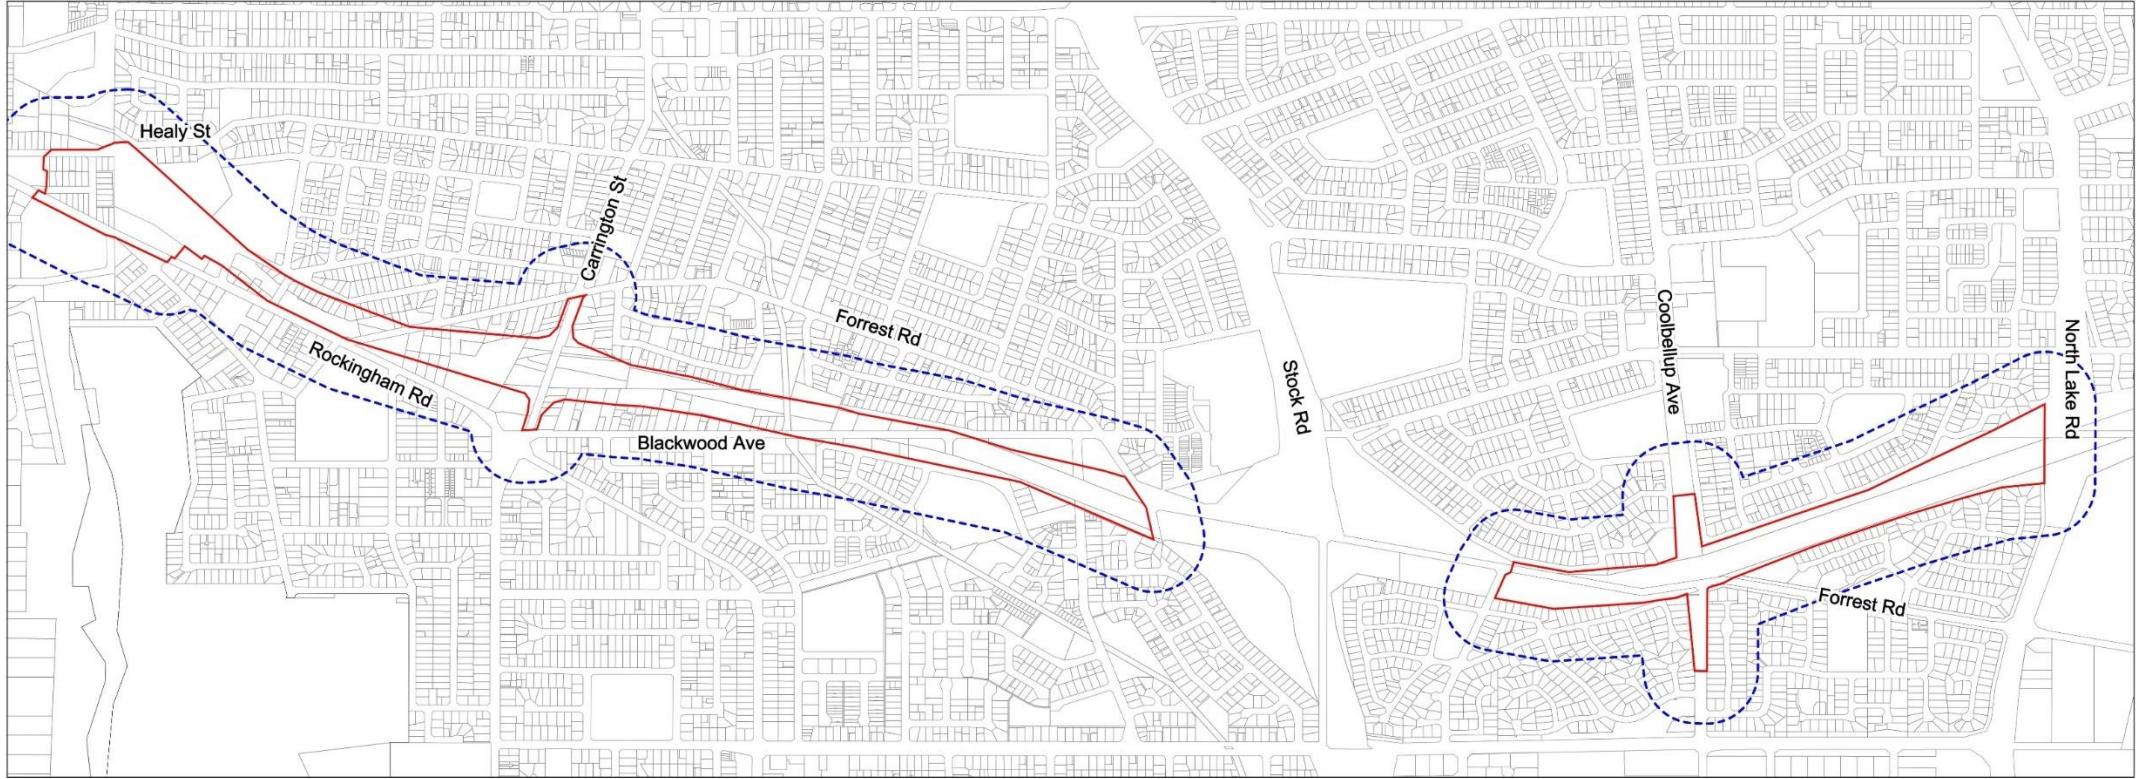 Healy St
Carrington St
Forrest Rd
Rockingham Rd
Blackwood Ave
Stock Rd
Coolbellup Ave
North Lake Rd
Forrest Rd